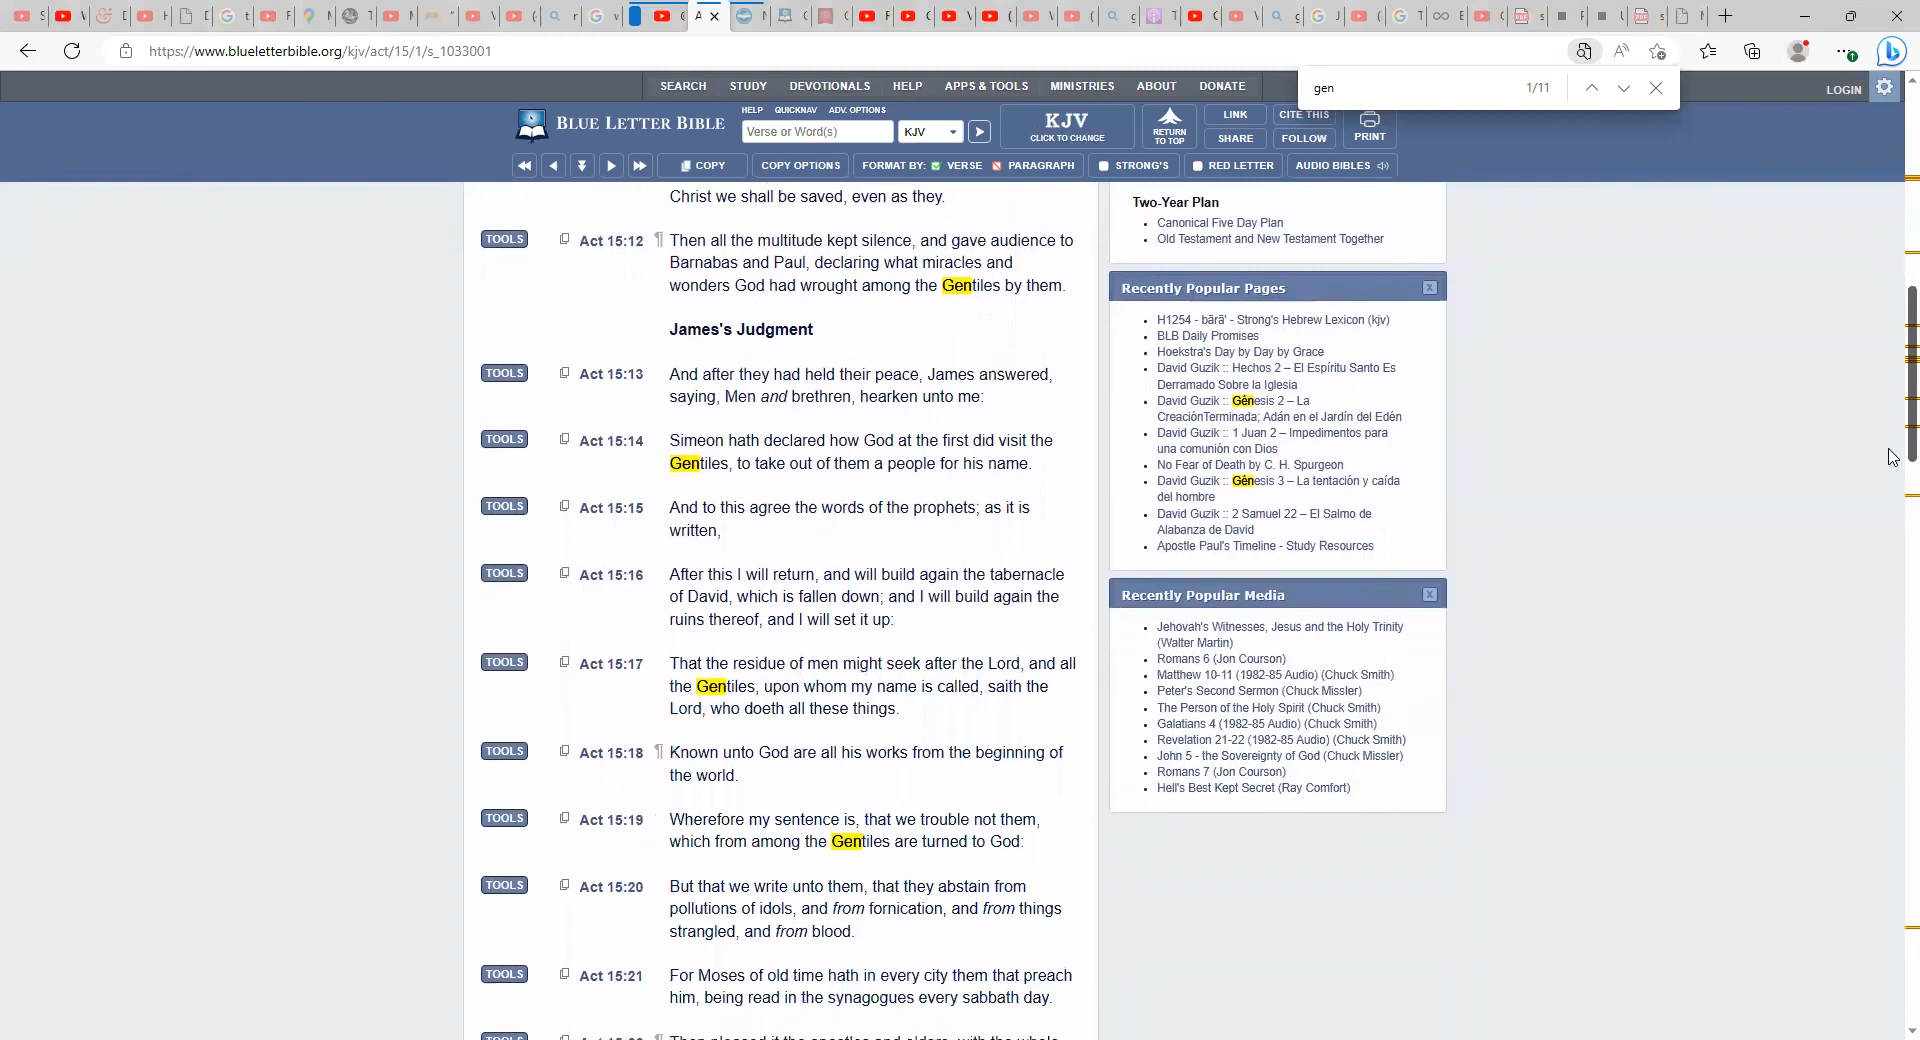 https://www.blueletterbible.org/kjv/act/15/1/s_1033001
gen
1/11
SEARCH STUDY DEVOTIONALS HELP APPS & TOOLS MINISTRIES ABOUT DONATE
LOGIN
BLUE LETTER BIBLE
HELP QUICKNAV ADV. OPTIONS
Verse or Word(s)
KJV
KJV
CLICK TO CHANGE
RETURN
TO TOP
LINK
CITE THIS
SHARE
FOLLOW
PRINT
COPY
COPY OPTIONS
FORMAT BY: VERSE PARAGRAPH
STRONG'S
RED LETTER
AUDIO BIBLES
Christ we shall be saved, even as they.
TOOLS Act 15:12 ¶ Then all the multitude kept silence, and gave audience to
Barnabas and Paul, declaring what miracles and
wonders God had wrought among the Gentiles by them.
James's Judgment
TOOLS Act 15:13 And after they had held their peace, James answered,
saying, Men and brethren, hearken unto me:
TOOLS Act 15:14 Simeon hath declared how God at the first did visit the
Gentiles, to take out of them a people for his name.
TOOLS Act 15:15 And to this agree the words of the prophets; as it is
written,
TOOLS Act 15:16 After this I will return, and will build again the tabernacle
of David, which is fallen down; and I will build again the
ruins thereof, and I will set it up:
TOOLS Act 15:17 That the residue of men might seek after the Lord, and all
the Gentiles, upon whom my name is called, saith the
Lord, who doeth all these things.
TOOLS Act 15:18 ¶ Known unto God are all his works from the beginning of
the world.
TOOLS Act 15:19 Wherefore my sentence is, that we trouble not them,
which from among the Gentiles are turned to God:
TOOLS Act 15:20 But that we write unto them, that they abstain from
pollutions of idols, and from fornication, and from things
strangled, and from blood.
TOOLS Act 15:21 For Moses of old time hath in every city them that preach
him, being read in the synagogues every sabbath day.
Two-Year Plan
Canonical Five Day Plan
Old Testament and New Testament Together
Recently Popular Pages
H1254 - bārā' - Strong's Hebrew Lexicon (kjv)
BLB Daily Promises
Hoekstra's Day by Day by Grace
David Guzik :: Hechos 2 – El Espíritu Santo Es
Derramado Sobre la Iglesia
David Guzik :: Génesis 2 – La
CreaciónTerminada; Adán en el Jardín del Edén
David Guzik :: 1 Juan 2 – Impedimentos para
una comunión con Dios
No Fear of Death by C. H. Spurgeon
David Guzik :: Génesis 3 – La tentación y caída
del hombre
David Guzik :: 2 Samuel 22 – El Salmo de
Alabanza de David
Apostle Paul's Timeline - Study Resources
Recently Popular Media
Jehovah's Witnesses, Jesus and the Holy Trinity
(Walter Martin)
Romans 6 (Jon Courson)
Matthew 10-11 (1982-85 Audio) (Chuck Smith)
Peter's Second Sermon (Chuck Missler)
The Person of the Holy Spirit (Chuck Smith)
Galatians 4 (1982-85 Audio) (Chuck Smith)
Revelation 21-22 (1982-85 Audio) (Chuck Smith)
John 5 - the Sovereignty of God (Chuck Missler)
Romans 7 (Jon Courson)
Hell's Best Kept Secret (Ray Comfort)